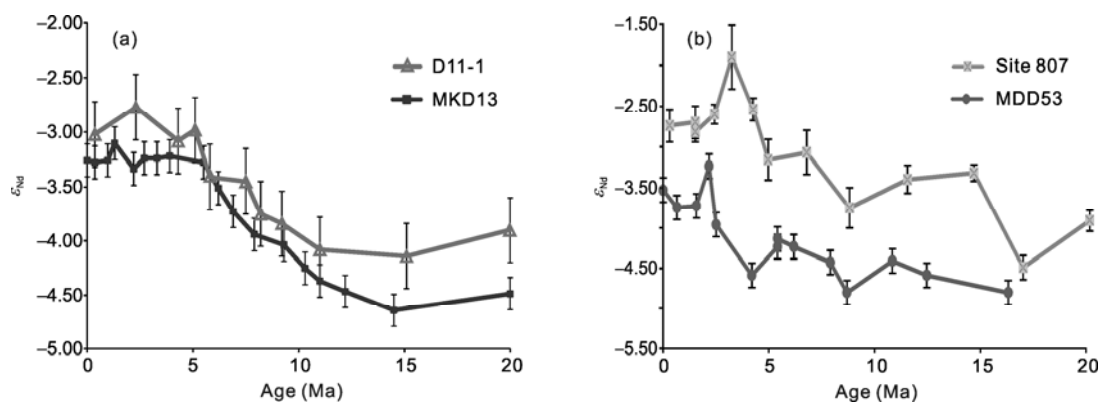 (a)
D11-1
MKD13
εNd
−2.00
−2.50
−3.00
−3.50
−4.00
−4.50
−5.00
0 5 10 15 20
Age (Ma)
(b)
Site 807
MDD53
εNd
−1.50
−2.50
−3.50
−4.50
−5.50
0 5 10 15 20
Age (Ma)